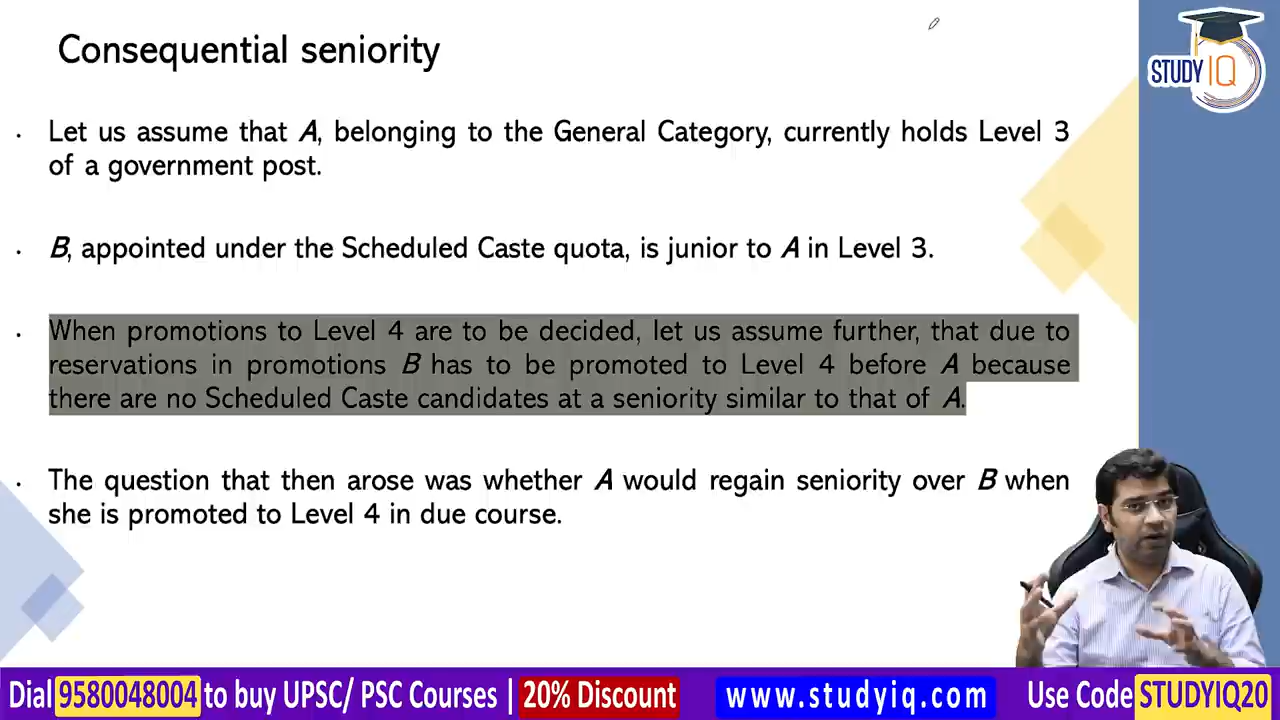 Consequential seniority
STUDY IQ
• Let us assume that A, belonging to the General Category, currently holds Level 3
of a government post.
• B, appointed under the Scheduled Caste quota, is junior to A in Level 3.
• When promotions to Level 4 are to be decided, let us assume further, that due to
reservations in promotions B has to be promoted to Level 4 before A because
there are no Scheduled Caste candidates at a seniority similar to that of A.
• The question that then arose was whether A would regain seniority over B when
she is promoted to Level 4 in due course.
Dial 9580048004 to buy UPSC/ PSC Courses | 20% Discount www.studyiq.com Use Code STUDYIQ20